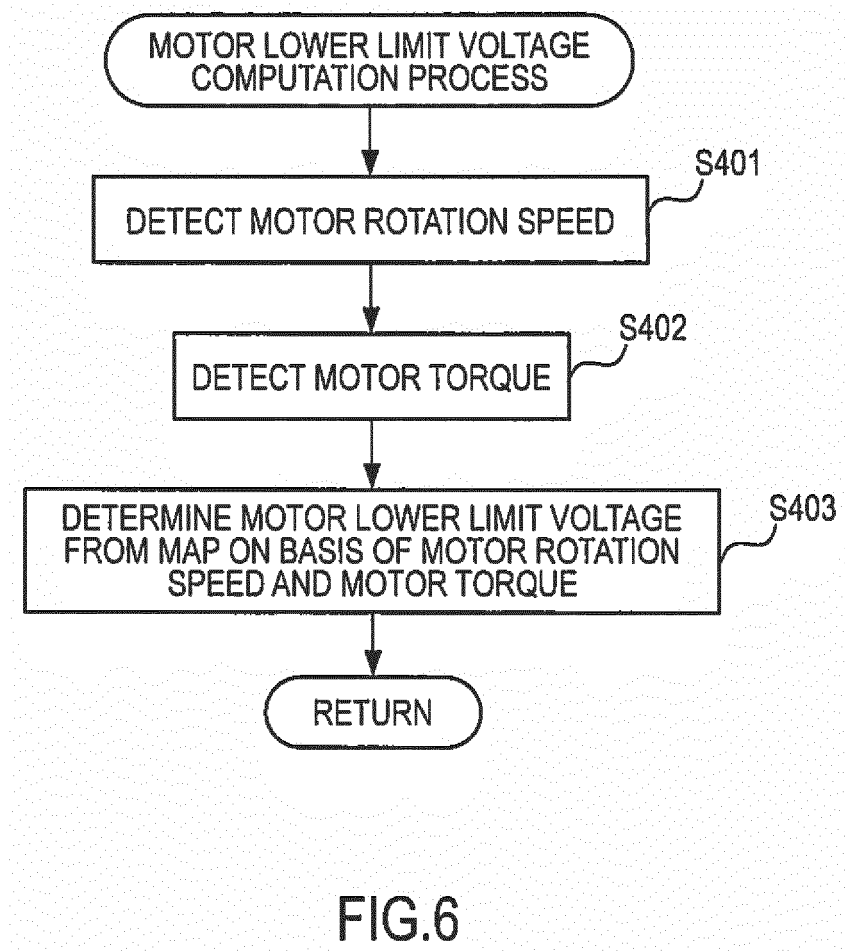 MOTOR LOWER LIMIT VOLTAGE
COMPUTATION PROCESS
S401
DETECT MOTOR ROTATION SPEED
S402
DETECT MOTOR TORQUE
S403
DETERMINE MOTOR LOWER LIMIT VOLTAGE
FROM MAP ON BASIS OF MOTOR ROTATION
SPEED AND MOTOR TORQUE
RETURN
FIG.6